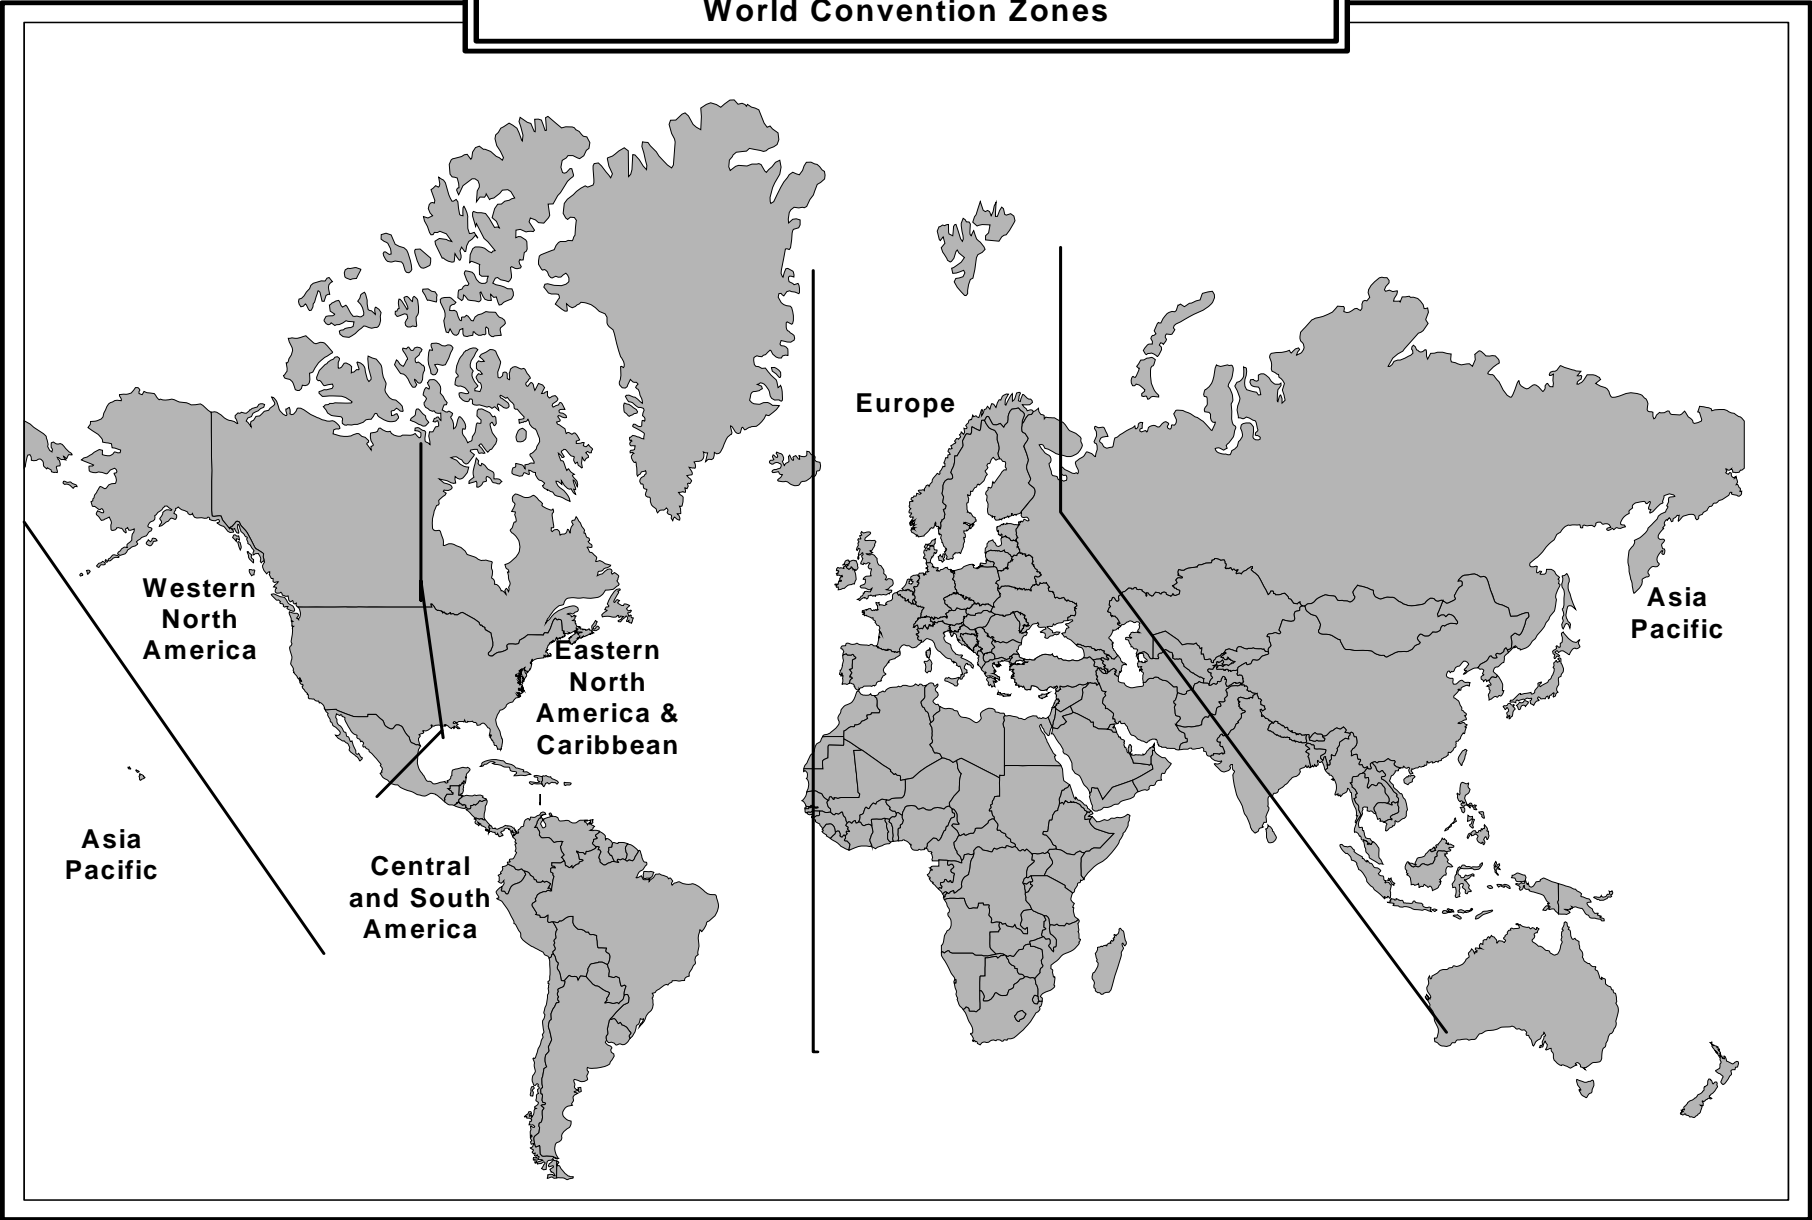 World Convention Zones
Europe
Western
North
America
Eastern
North
America &
Caribbean
Asia
Pacific
Asia
Pacific
Central
and South
America